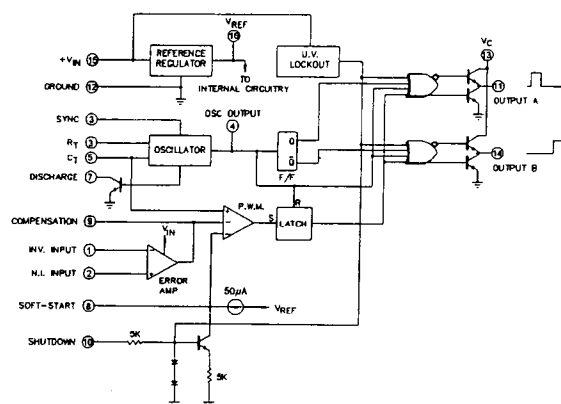 +VIN 15
REFERENCE
REGULATOR
VREF
16
TO
INTERNAL CIRCUITRY
U.V.
LOCKOUT
VC
13
GROUND 12
11
OUTPUT A
SYNC 3
OSC OUTPUT
4
RT 3
CT 5
OSCILLATOR
Q
Q̅
F/F
14
OUTPUT B
DISCHARGE 7
P.W.M.
R
S
LATCH
COMPENSATION 9
+
−
−
VIN
INV. INPUT 1
−
N.I. INPUT 2
+
ERROR
AMP
50µA
SOFT-START 8
VREF
SHUTDOWN 10
5K
5K